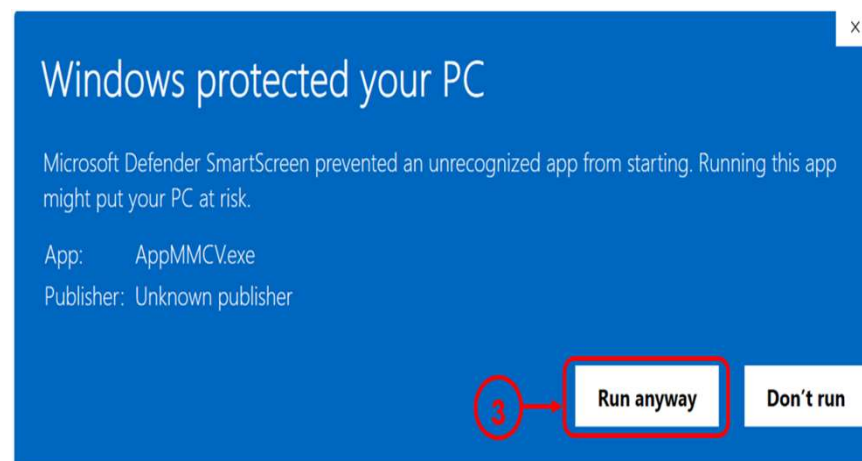 X
Windows protected your PC
Microsoft Defender SmartScreen prevented an unrecognized app from starting. Running this app
might put your PC at risk.
App: AppMMCV.exe
Publisher: Unknown publisher
3 Run anyway Don't run